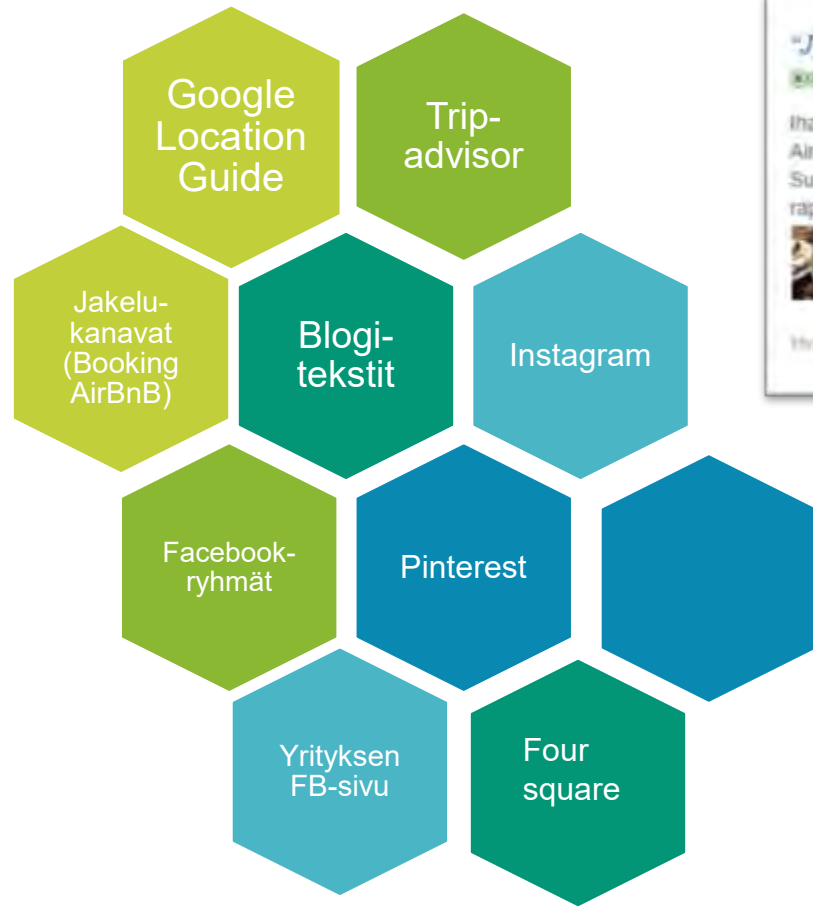 Google
Location
Guide
Trip-
advisor
Jakelu-
kanavat
(Booking
AirBnB)
Blogi-
tekstit
Instagram
Facebook-
ryhmät
Pinterest
Yrityksen
FB-sivu
Four
square